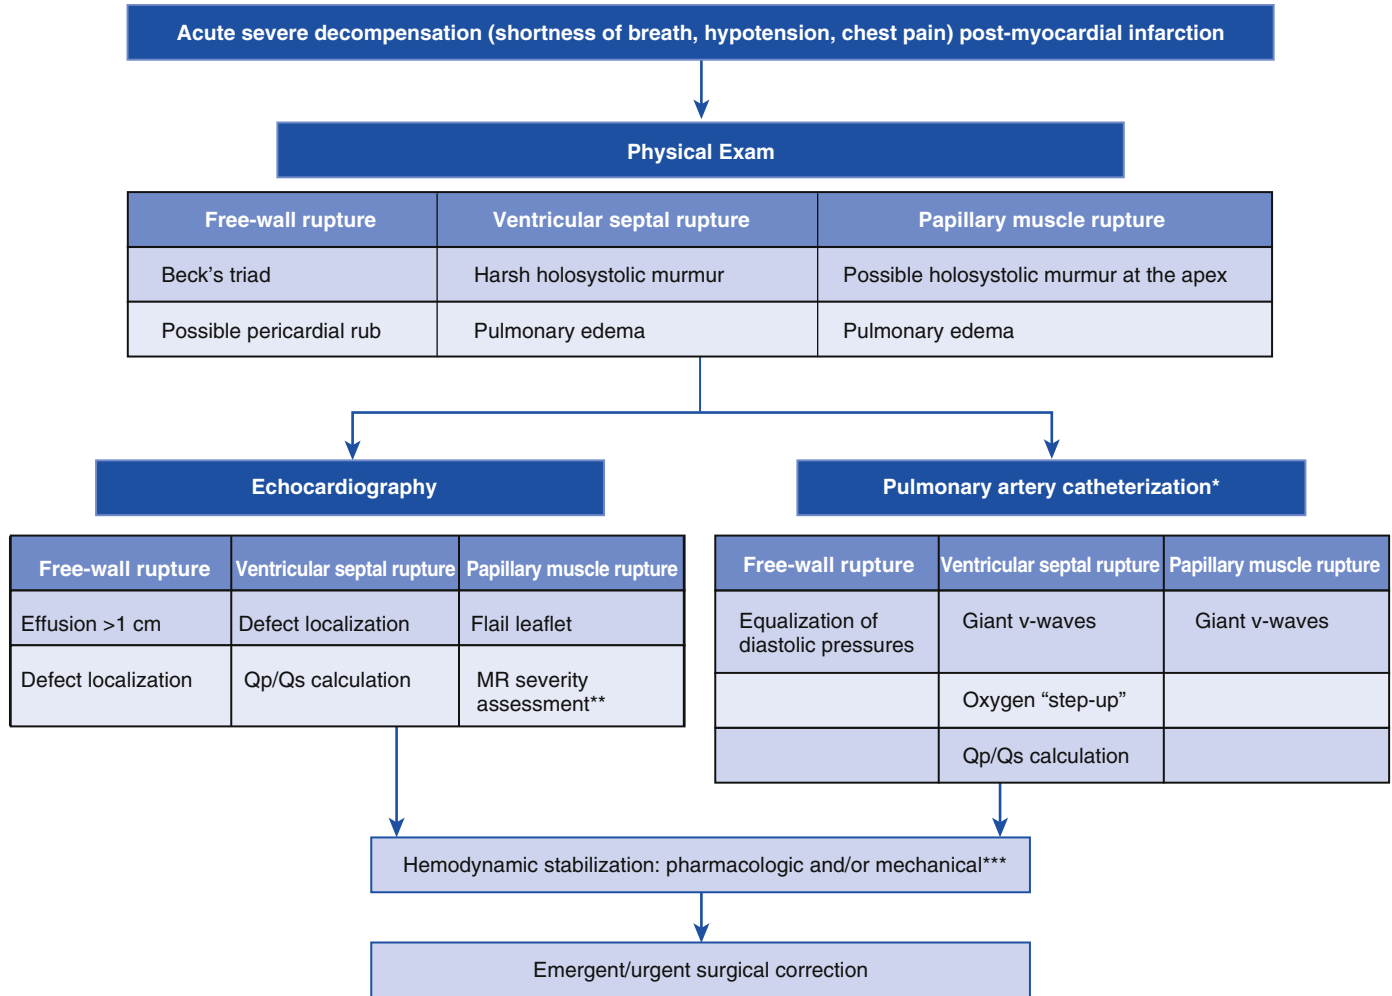 Acute severe decompensation (shortness of breath, hypotension, chest pain) post-myocardial infarction
Physical Exam
Free-wall rupture
Ventricular septal rupture
Papillary muscle rupture
Beck's triad
Harsh holosystolic murmur
Possible holosystolic murmur at the apex
Possible pericardial rub
Pulmonary edema
Pulmonary edema
Echocardiography
Free-wall rupture
Ventricular septal rupture
Papillary muscle rupture
Effusion >1 cm
Defect localization
Flail leaflet
Defect localization
Qp/Qs calculation
MR severity
assessment**
Pulmonary artery catheterization*
Free-wall rupture
Ventricular septal rupture
Papillary muscle rupture
Equalization of
diastolic pressures
Giant v-waves
Giant v-waves
Oxygen “step-up”
Qp/Qs calculation
Hemodynamic stabilization: pharmacologic and/or mechanical***
Emergent/urgent surgical correction